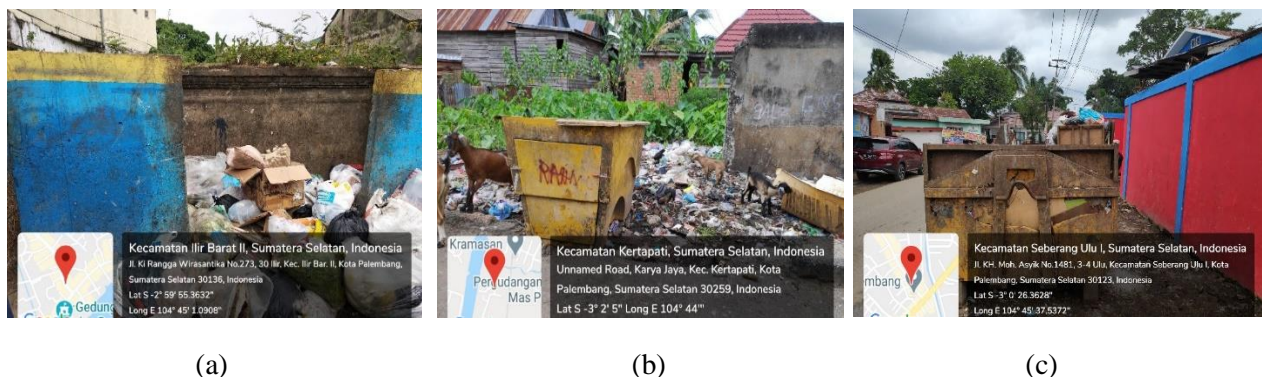 Kecamatan Ilir Barat II, Sumatera Selatan, Indonesia
Jl. Ki Rangga Wirasantika No.273, 30 Ilir, Kec. Ilir Bar. II, Kota Palembang,
Sumatera Selatan 30136, Indonesia
Lat S -2° 59' 55.3632"
Long E 104° 45' 1.0908"
Gedung
RASM
Kramasan
Pergudangan
Mas P
Kecamatan Kertapati, Sumatera Selatan, Indonesia
Unnamed Road, Karya Jaya, Kec. Kertapati, Kota
Palembang, Sumatera Selatan 30259, Indonesia
Lat S -3° 2' 5" Long E 104° 44'"
mbang
Kecamatan Seberang Ulu I, Sumatera Selatan, Indonesia
Jl. KH. Moh. Asyik No.1481, 3-4 Ulu, Kecamatan Seberang Ulu I, Kota
Palembang, Sumatera Selatan 30123, Indonesia
Lat S -3° 0' 26.3628"
Long E 104° 45' 37.5372"
(a)
(b)
(c)